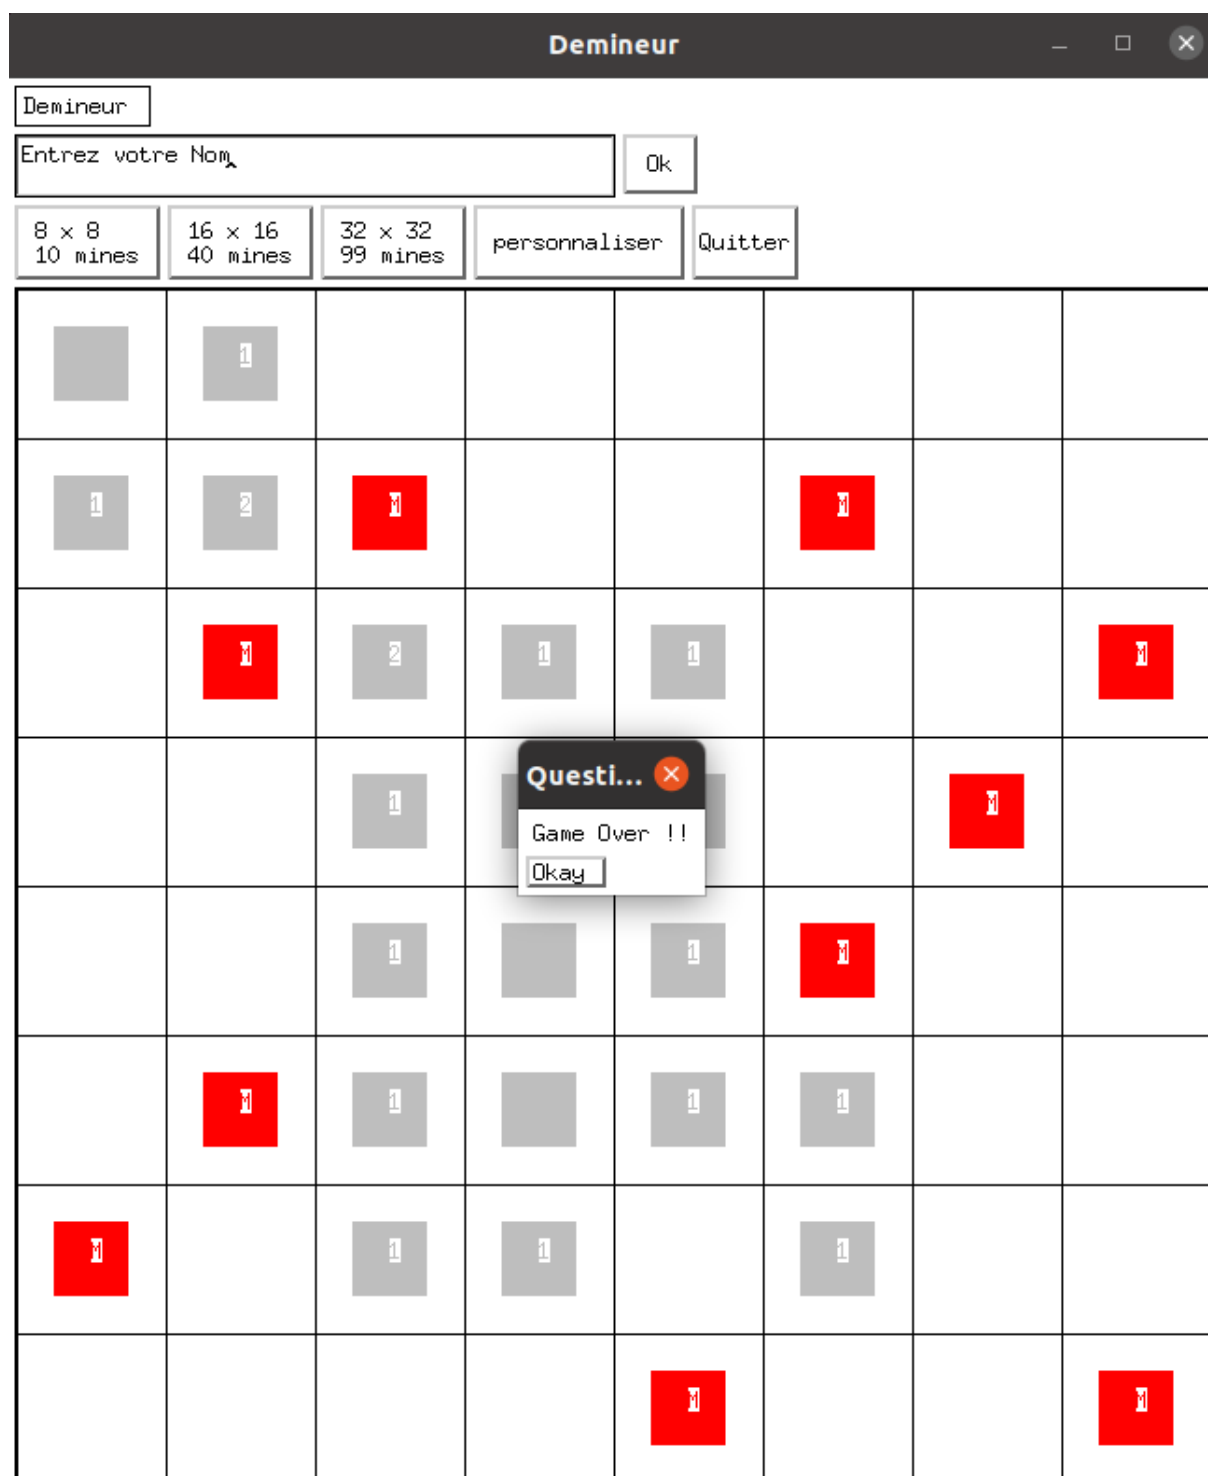 Demineur
Demineur
Entrez votre Nom
Ok
8 x 8
10 mines
16 x 16
40 mines
32 x 32
99 mines
personnaliser
Quitter
1
1 2 M M
M 2 1 1 M
1 M
Questi...
Game Over !!
Okay
1 1 M
M 1 1 1
M 1 1 1
M M